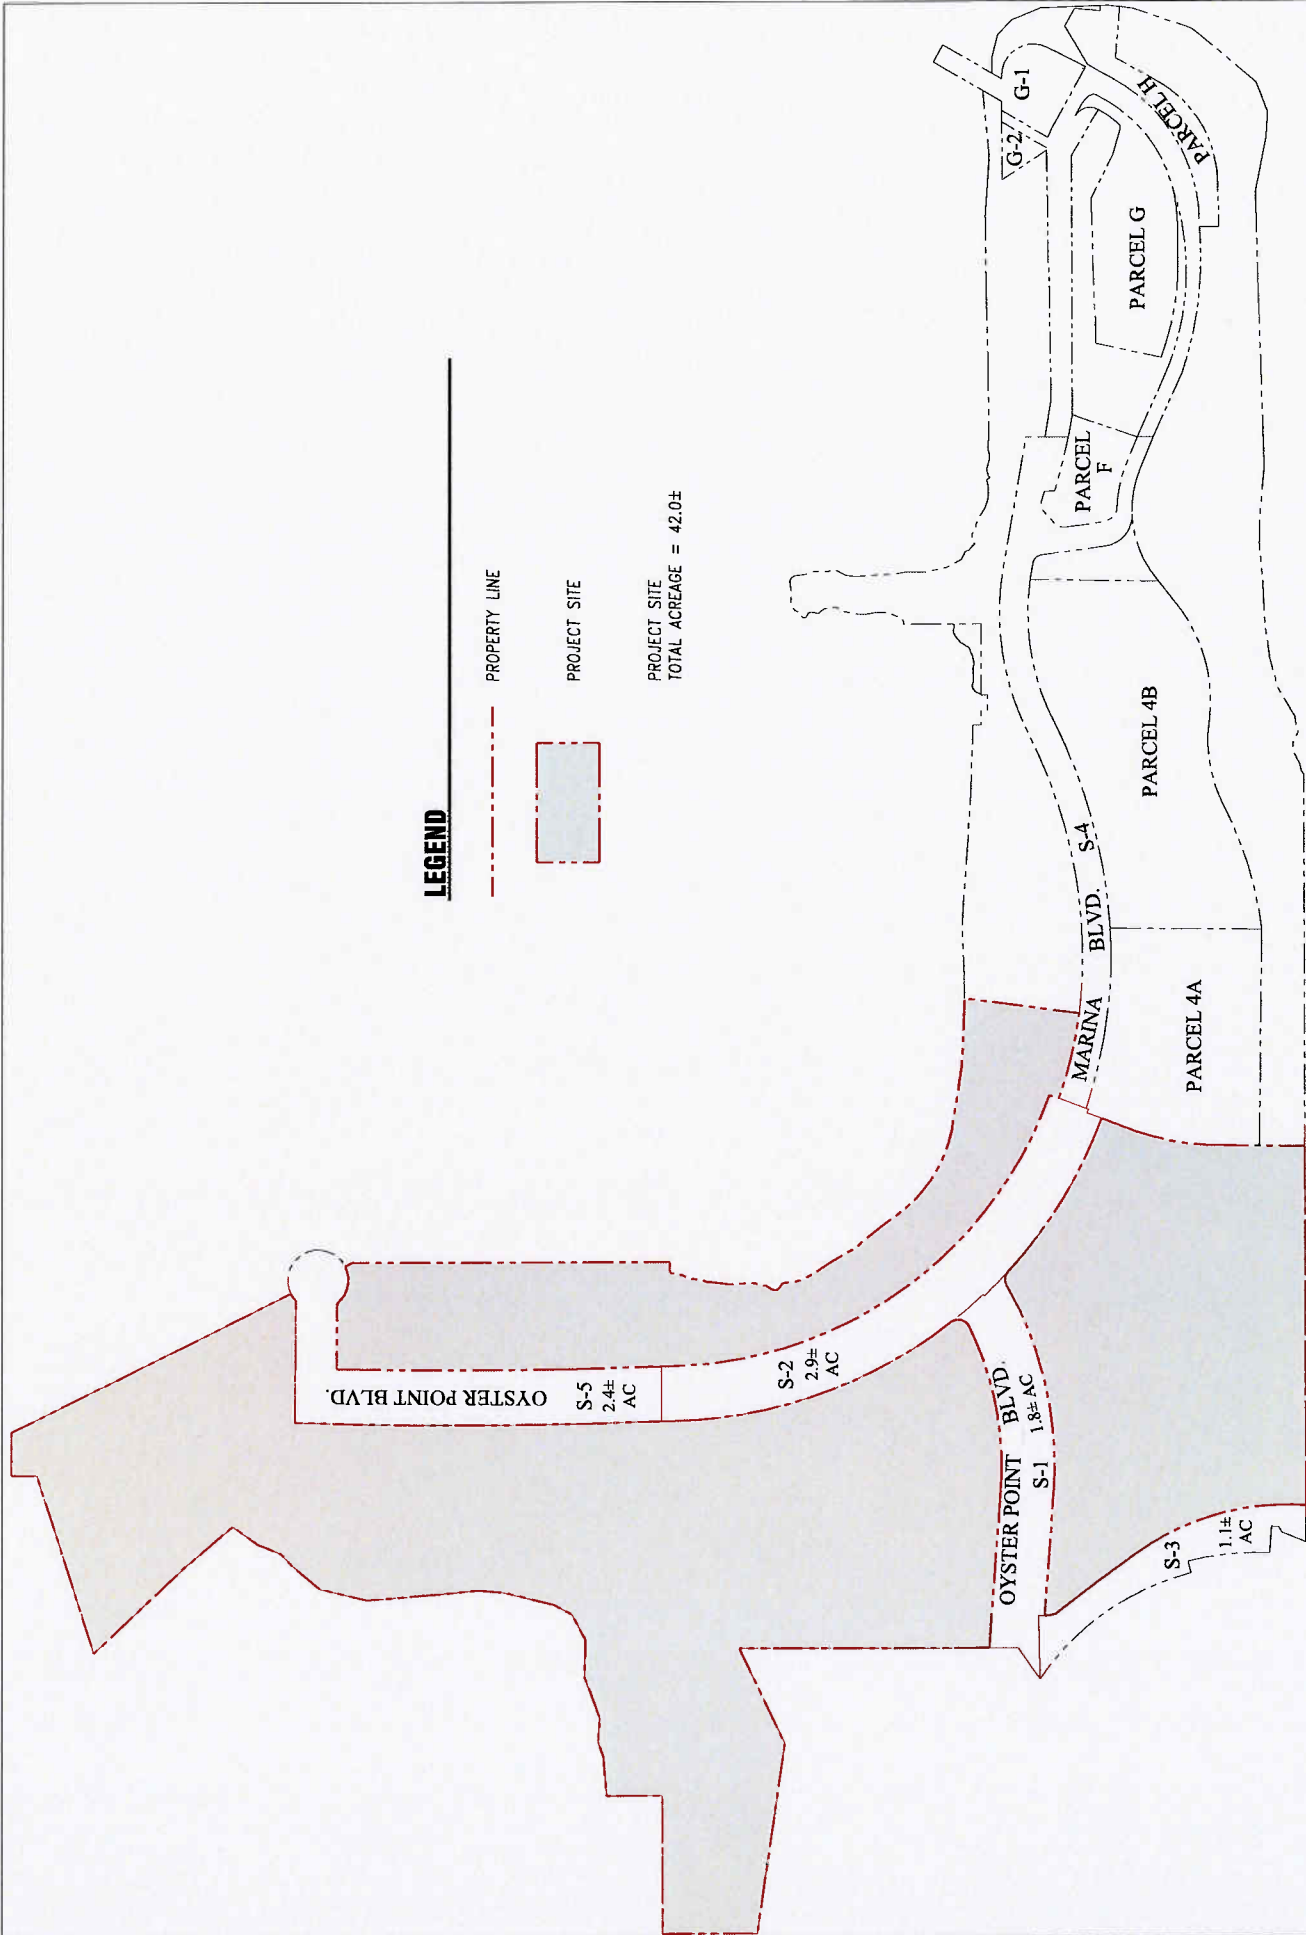 LEGEND
PROPERTY LINE
PROJECT SITE
PROJECT SITE
TOTAL ACREAGE = 42.0±
OYSTER POINT BLVD.
S-5
2.4±
AC
S-2
2.9±
AC
OYSTER POINT BLVD.
S-1 1.8± AC
S-3
1.1±
AC
MARINA BLVD. S-4
PARCEL 4A
PARCEL 4B
PARCEL
F
PARCEL G
PARCEL H
G-1
G-2